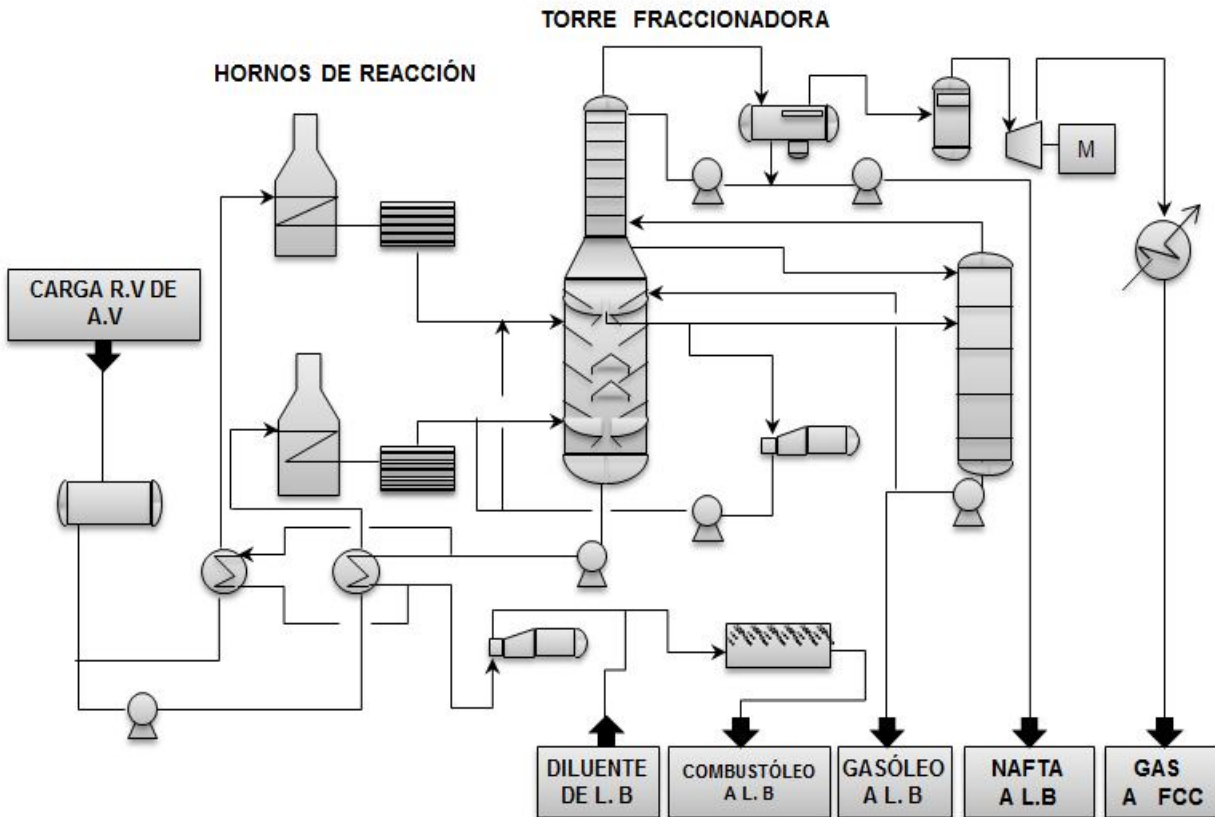 TORRE FRACCIONADORA
HORNOS DE REACCIÓN
M
CARGA R.V DE
A.V
DILUENTE
DE L. B
COMBUSTÓLEO
A L. B
GASÓLEO
A L. B
NAFTA
A L.B
GAS
A FCC